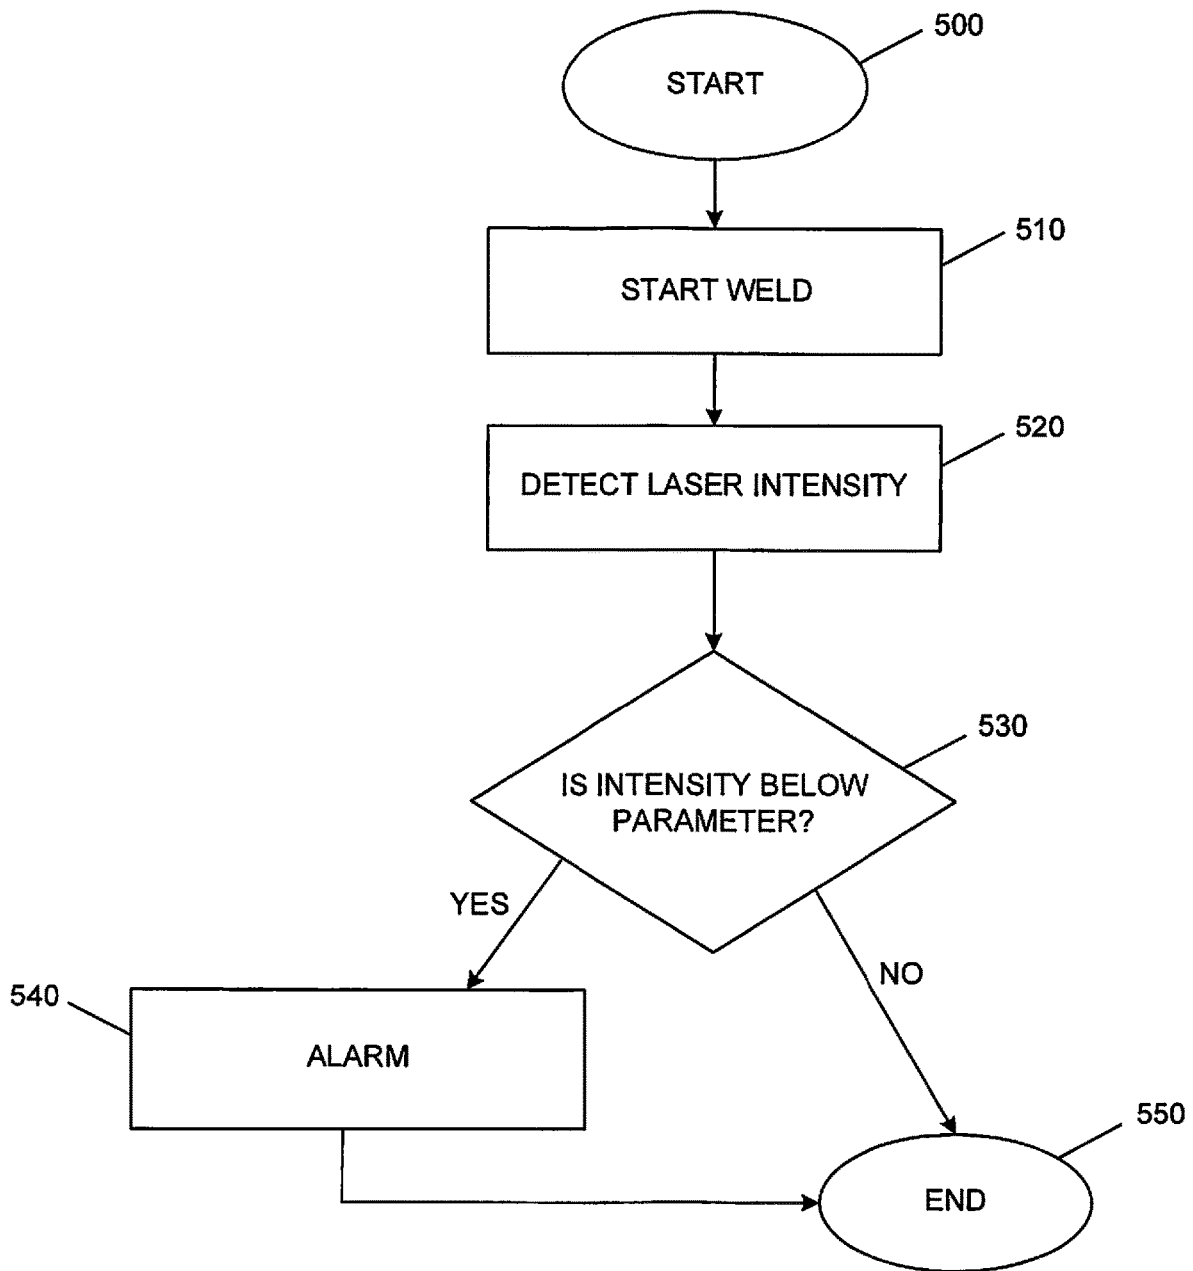 500
START
510
START WELD
520
DETECT LASER INTENSITY
530
IS INTENSITY BELOW
PARAMETER?
YES
NO
540
ALARM
550
END